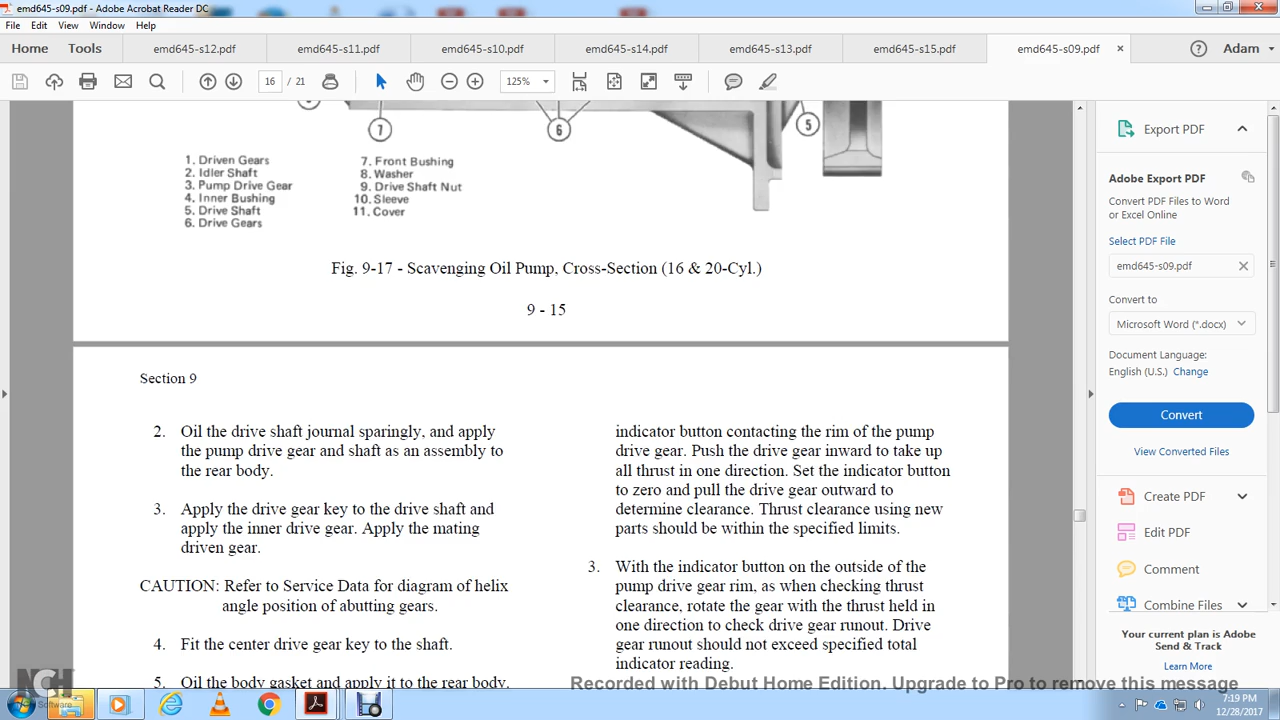 emd645-s09.pdf - Adobe Acrobat Reader DC
File Edit View Window Help
Home Tools emd645-s12.pdf emd645-s11.pdf emd645-s10.pdf emd645-s14.pdf emd645-s13.pdf emd645-s15.pdf emd645-s09.pdf × Adam
16 / 21 125%
7 6 5
1. Driven Gears
2. Idler Shaft
3. Pump Drive Gear
4. Inner Bushing
5. Drive Shaft
6. Drive Gears
7. Front Bushing
8. Washer
9. Drive Shaft Nut
10. Sleeve
11. Cover
Fig. 9-17 - Scavenging Oil Pump, Cross-Section (16 & 20-Cyl.)
9 - 15
Section 9
2. Oil the drive shaft journal sparingly, and apply
the pump drive gear and shaft as an assembly to
the rear body.
3. Apply the drive gear key to the drive shaft and
apply the inner drive gear. Apply the mating
driven gear.
CAUTION: Refer to Service Data for diagram of helix
angle position of abutting gears.
4. Fit the center drive gear key to the shaft.
5. Oil the body gasket and apply it to the rear body.
indicator button contacting the rim of the pump
drive gear. Push the drive gear inward to take up
all thrust in one direction. Set the indicator button
to zero and pull the drive gear outward to
determine clearance. Thrust clearance using new
parts should be within the specified limits.
3. With the indicator button on the outside of the
pump drive gear rim, as when checking thrust
clearance, rotate the gear with the thrust held in
one direction to check drive gear runout. Drive
gear runout should not exceed specified total
indicator reading.
Export PDF
Adobe Export PDF
Convert PDF Files to Word
or Excel Online
Select PDF File
emd645-s09.pdf
Convert to
Microsoft Word (*.docx)
Document Language:
English (U.S.) Change
Convert
View Converted Files
Create PDF
Edit PDF
Comment
Combine Files
Your current plan is Adobe
Send & Track
Learn More
NCH Software
Recorded with Debut Home Edition. Upgrade to Pro to remove this message
7:19 PM
12/28/2017